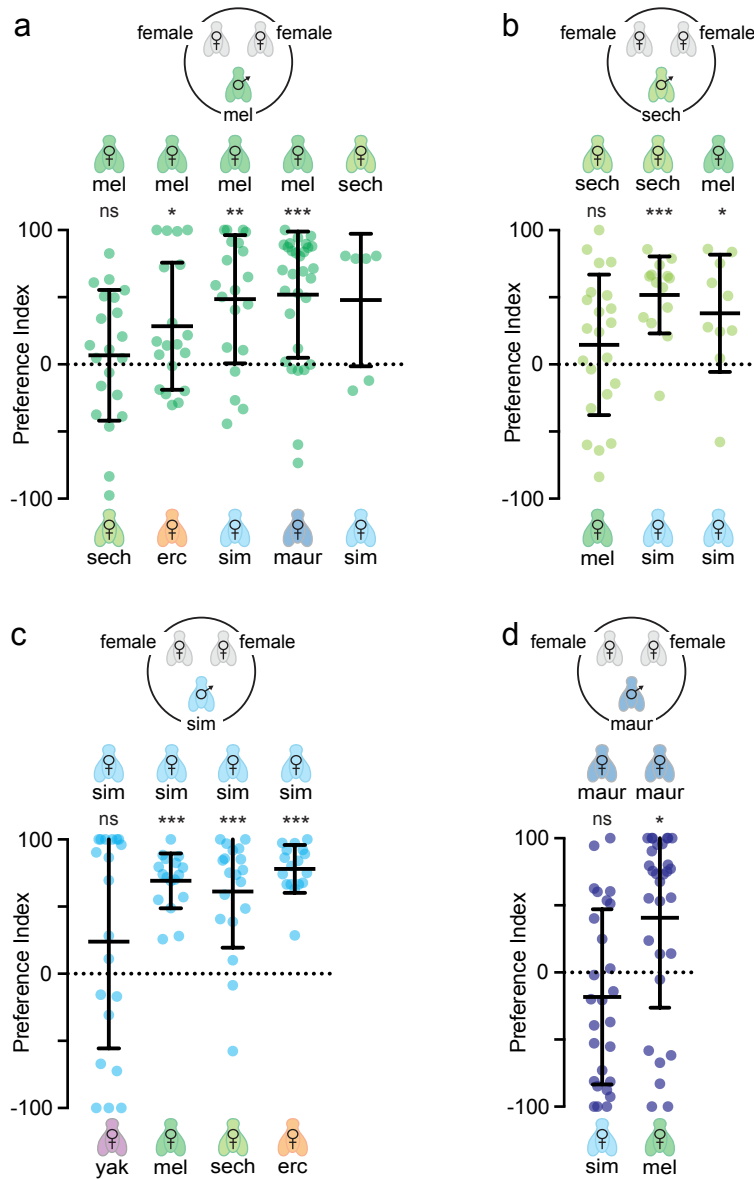 a
female female
mel
mel mel mel mel sech
ns * ** ***
100
0
-100
Preference Index
sech erc sim maur sim
b
female female
sech
sech sech mel
ns *** *
100
0
-100
Preference Index
mel sim sim
c
female female
sim
sim sim sim sim
ns *** *** ***
100
0
-100
Preference Index
yak mel sech erc
d
female female
maur
maur maur
ns *
100
0
-100
Preference Index
sim mel